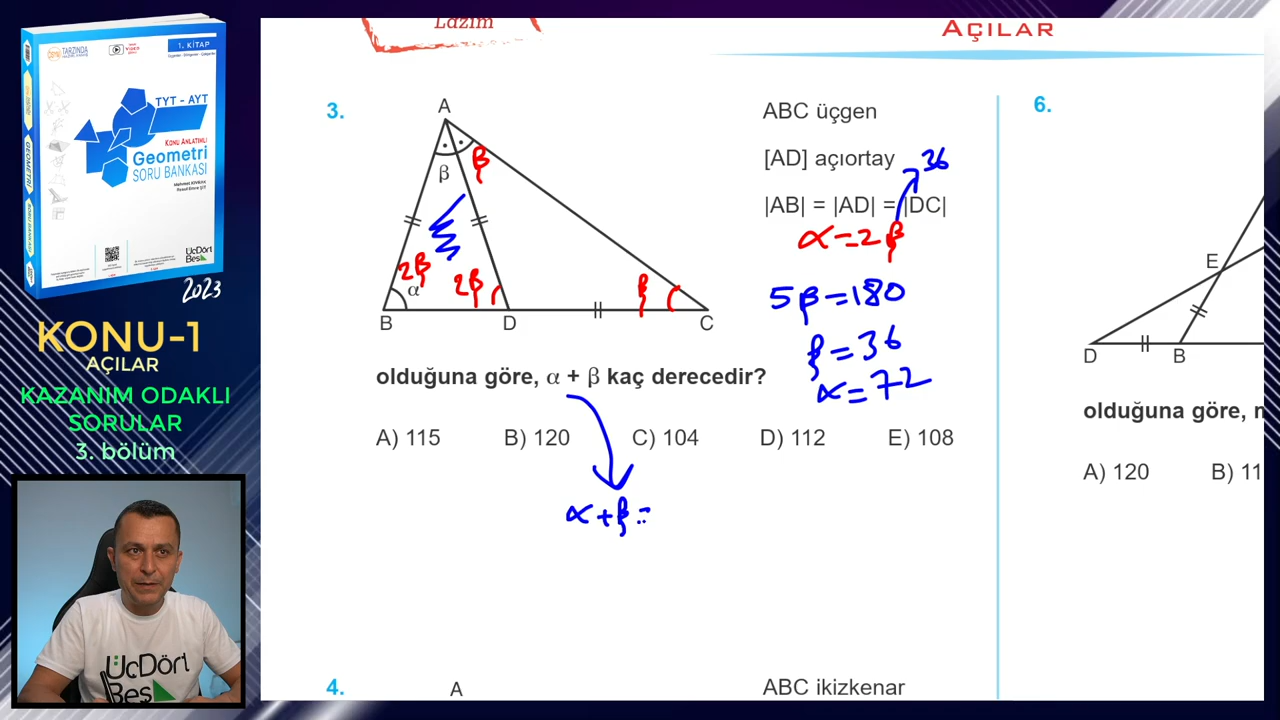 1. KİTAP
TYT - AYT
KONU ANLATIMLI
Geometri
SORU BANKASI
GEOMETRİ
ÜçDört
Beş
2023
KONU-1
AÇILAR
KAZANIM ODAKLI
SORULAR
3. bölüm
ÜçDört
Beş
Lazım
AÇILAR
3.
A
β
β
2β
α
2β
β
B
D
C
ABC üçgen
[AD] açıortay
36
|AB| = |AD| = |DC|
α=2β
5β=180
β=36
α=72
olduğuna göre, α + β kaç derecedir?
A) 115 B) 120 C) 104 D) 112 E) 108
α+β=
4.
A
ABC ikizkenar
6.
E
D
B
olduğuna göre, m
A) 120 B) 11